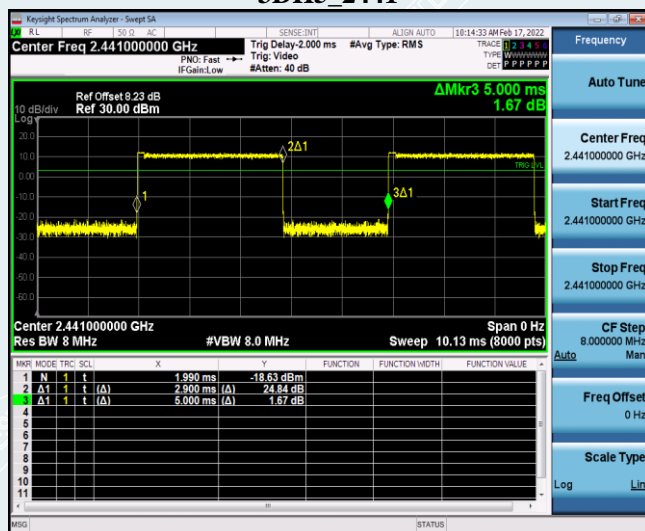 Keysight Spectrum Analyzer - Swept SA
RL RF 50 Ω AC SENSE:INT ALIGN AUTO 10:14:33 AM Feb 17, 2022
Center Freq 2.441000000 GHz Trig Delay-2.000 ms #Avg Type: RMS TRACE 1 2 3 4 5 6
PNO: Fast Trig: Video TYPE WWWWWW
IFGain:Low #Atten: 40 dB DET P P P P P P
ΔMkr3 5.000 ms
Ref Offset 8.23 dB 1.67 dB
10 dB/div Ref 30.00 dBm
Log
20.0
10.0 2Δ1
0.00 TRIG LVL
-10.0 1 3Δ1
-20.0
-30.0
-40.0
-50.0
-60.0
Center 2.441000000 GHz Span 0 Hz
Res BW 8 MHz #VBW 8.0 MHz Sweep 10.13 ms (8000 pts)
MKR MODE TRC SCL X Y FUNCTION FUNCTION WIDTH FUNCTION VALUE
1 N 1 t 1.990 ms -18.63 dBm
2 Δ1 1 t (Δ) 2.900 ms (Δ) 24.84 dB
3 Δ1 1 t (Δ) 5.000 ms (Δ) 1.67 dB
4
5
6
7
8
9
10
11
MSG STATUS
Frequency
Auto Tune
Center Freq
2.441000000 GHz
Start Freq
2.441000000 GHz
Stop Freq
2.441000000 GHz
CF Step
8.000000 MHz
Auto Man
Freq Offset
0 Hz
Scale Type
Log Lin